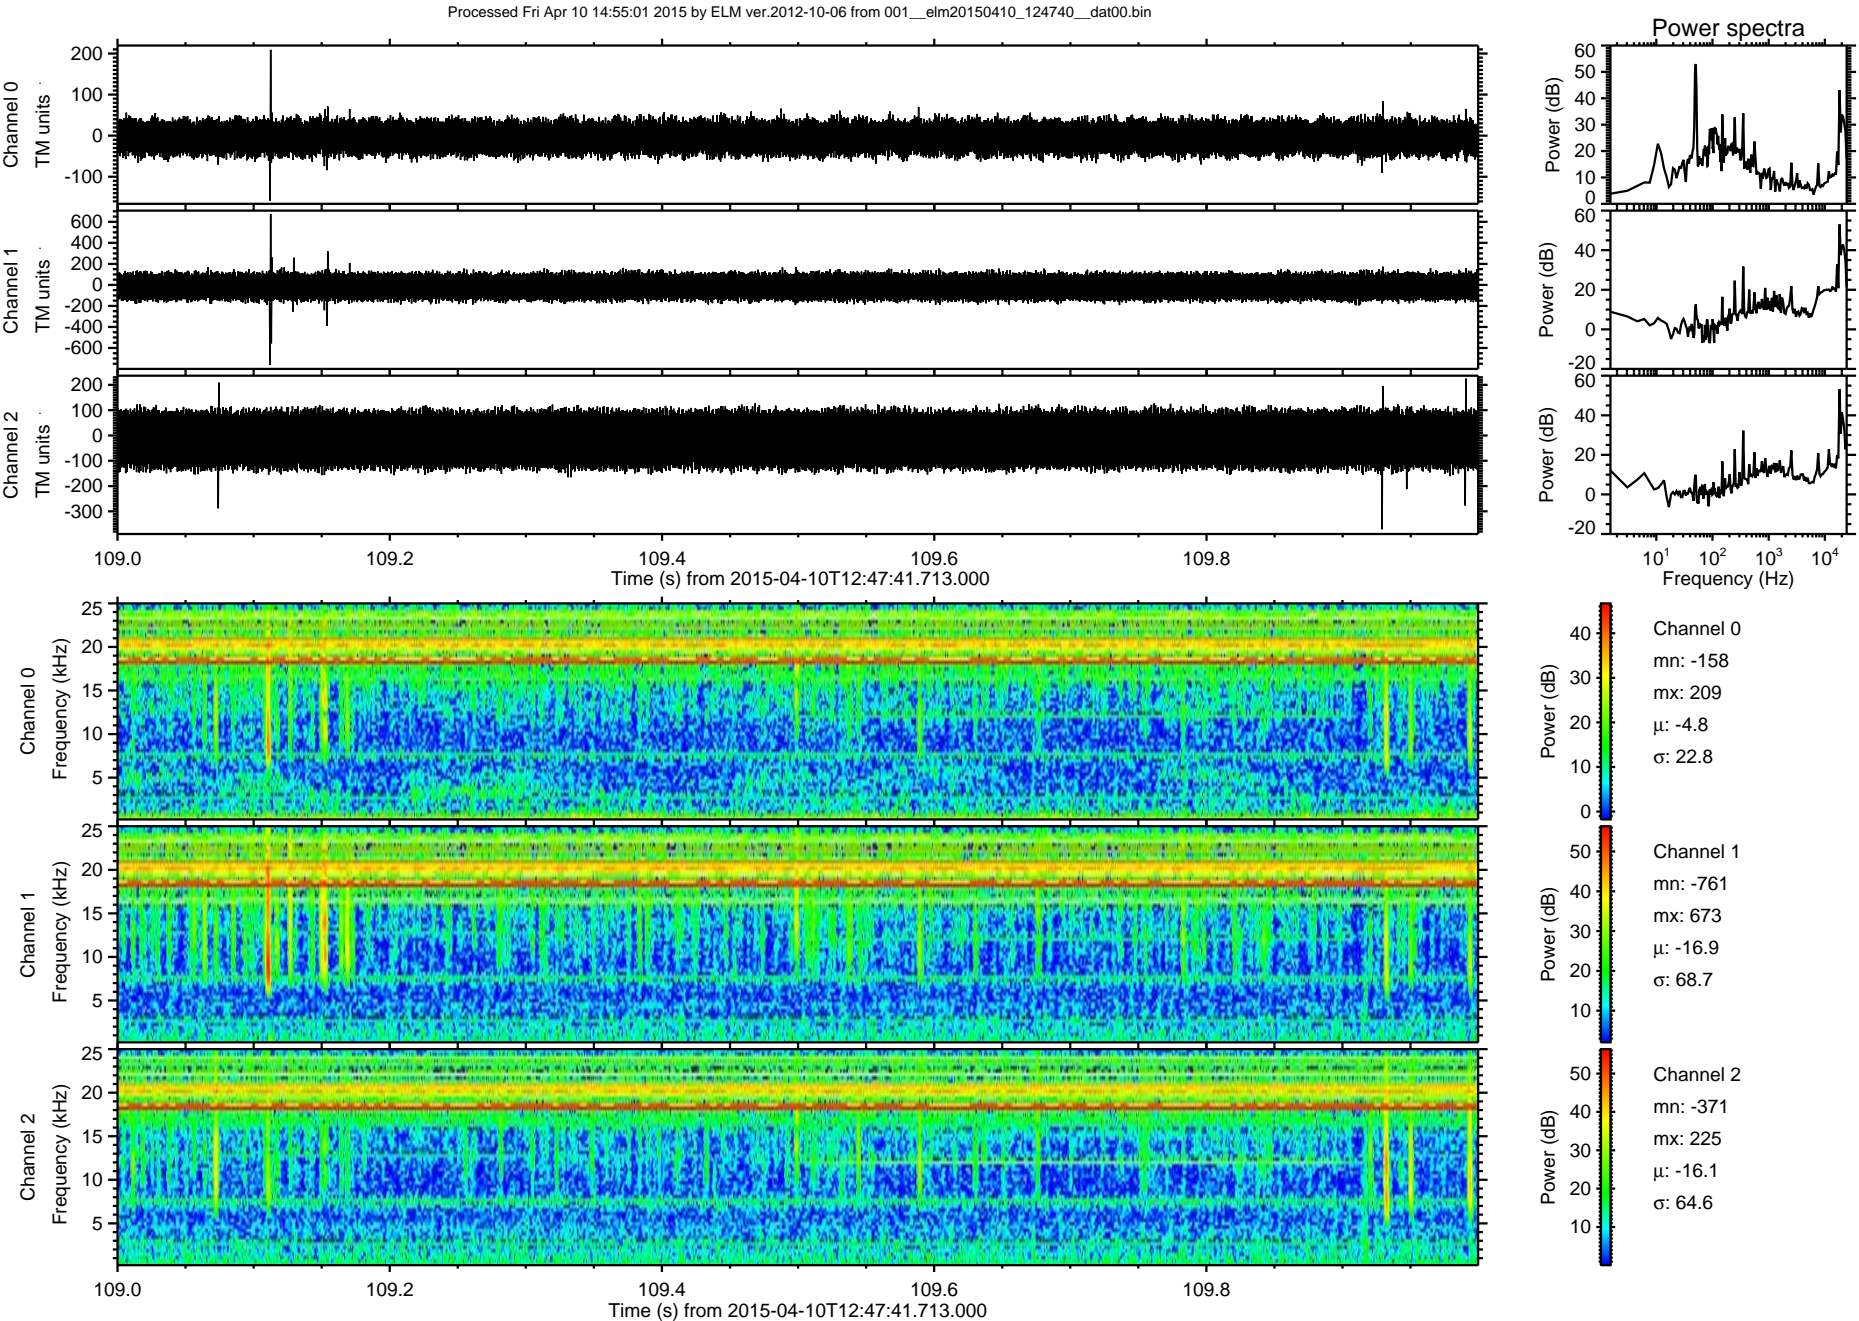 Processed Fri Apr 10 14:55:01 2015 by ELM ver.2012-10-06 from 001__elm20150410_124740__dat00.bin
Power spectra
Channel 0
TM units
200
100
0
-100
Power (dB)
60
50
40
30
20
10
0
Channel 1
TM units
600
400
200
0
-200
-400
-600
Power (dB)
60
40
20
0
-20
Channel 2
TM units
200
100
0
-100
-200
-300
Power (dB)
60
40
20
0
-20
109.0 109.2 109.4 109.6 109.8
Time (s) from 2015-04-10T12:47:41.713.000
10^1 10^2 10^3 10^4
Frequency (Hz)
Channel 0
Frequency (kHz)
25
20
15
10
5
Power (dB)
40
30
20
10
0
Channel 0
mn: -158
mx: 209
μ: -4.8
σ: 22.8
Channel 1
Frequency (kHz)
25
20
15
10
5
Power (dB)
50
40
30
20
10
Channel 1
mn: -761
mx: 673
μ: -16.9
σ: 68.7
Channel 2
Frequency (kHz)
25
20
15
10
5
Power (dB)
50
40
30
20
10
Channel 2
mn: -371
mx: 225
μ: -16.1
σ: 64.6
109.0 109.2 109.4 109.6 109.8
Time (s) from 2015-04-10T12:47:41.713.000